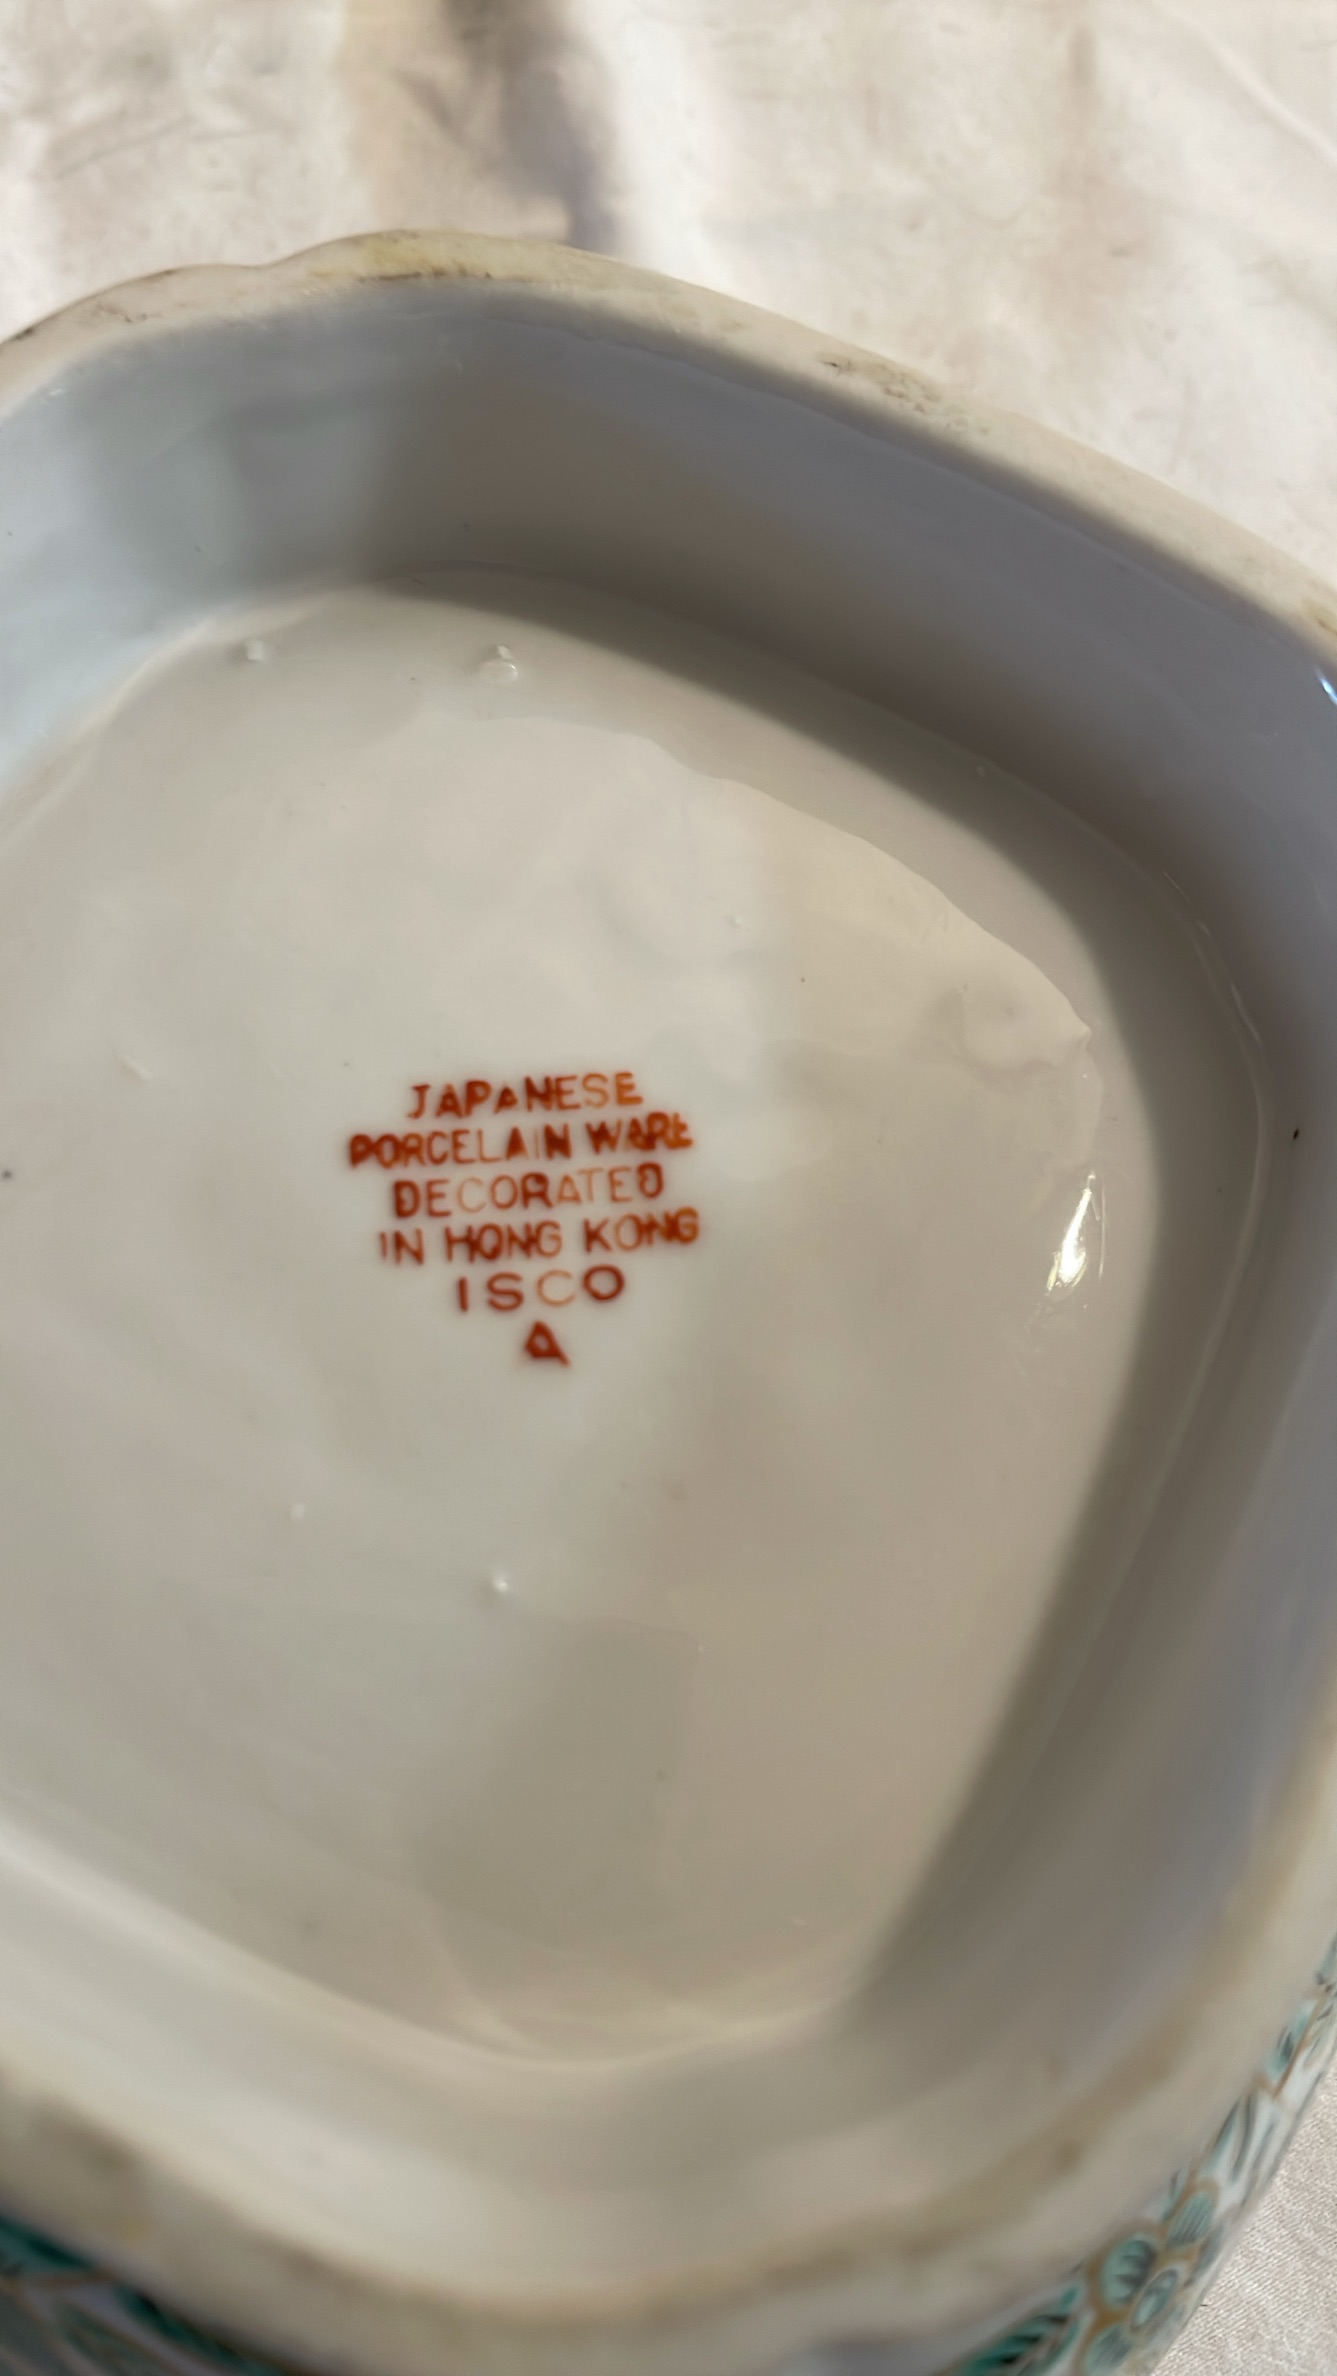 JAPANESE
PORCELAIN WARE
DECORATED
IN HONG KONG
ISCO
A